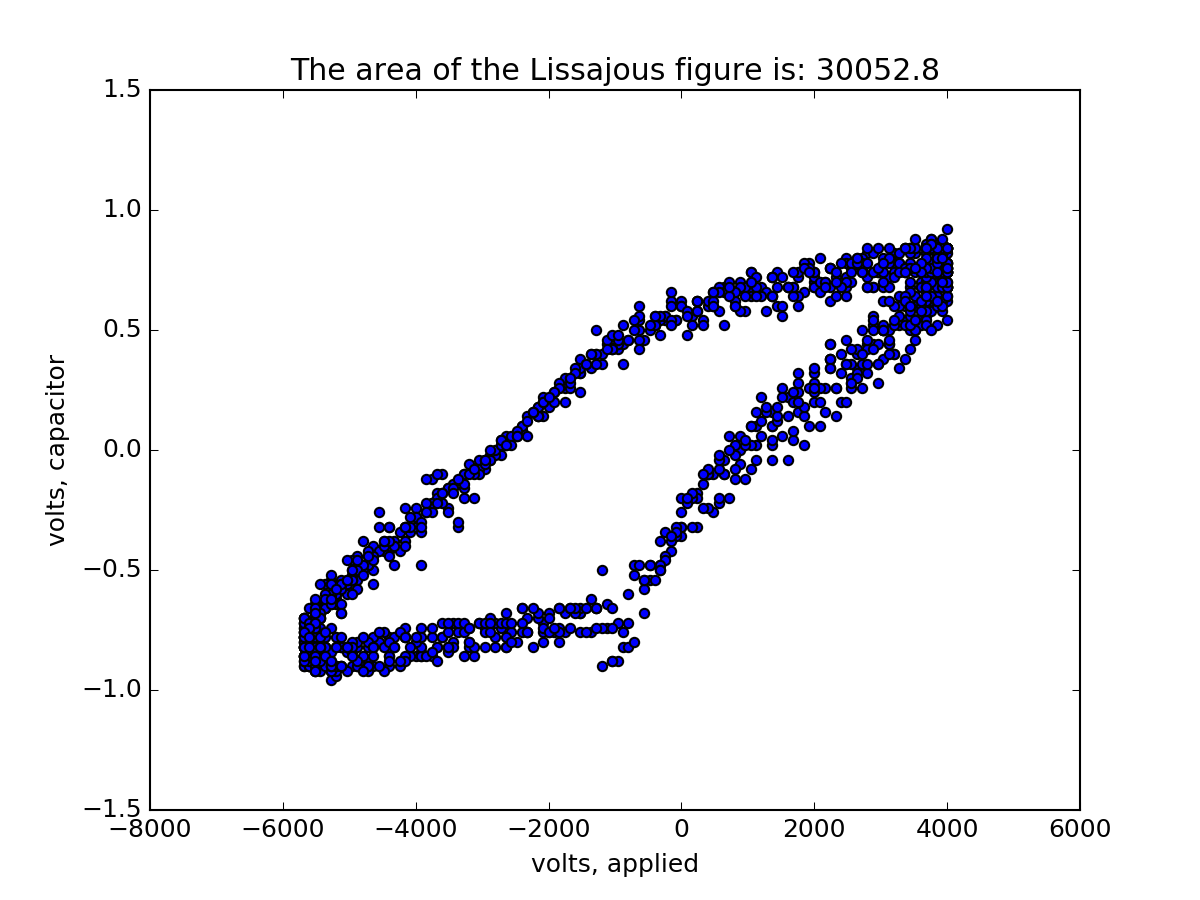 The area of the Lissajous figure is: 30052.8
1.5
1.0
0.5
0.0
−0.5
−1.0
−1.5
volts, capacitor
−8000 −6000 −4000 −2000 0 2000 4000 6000
volts, applied